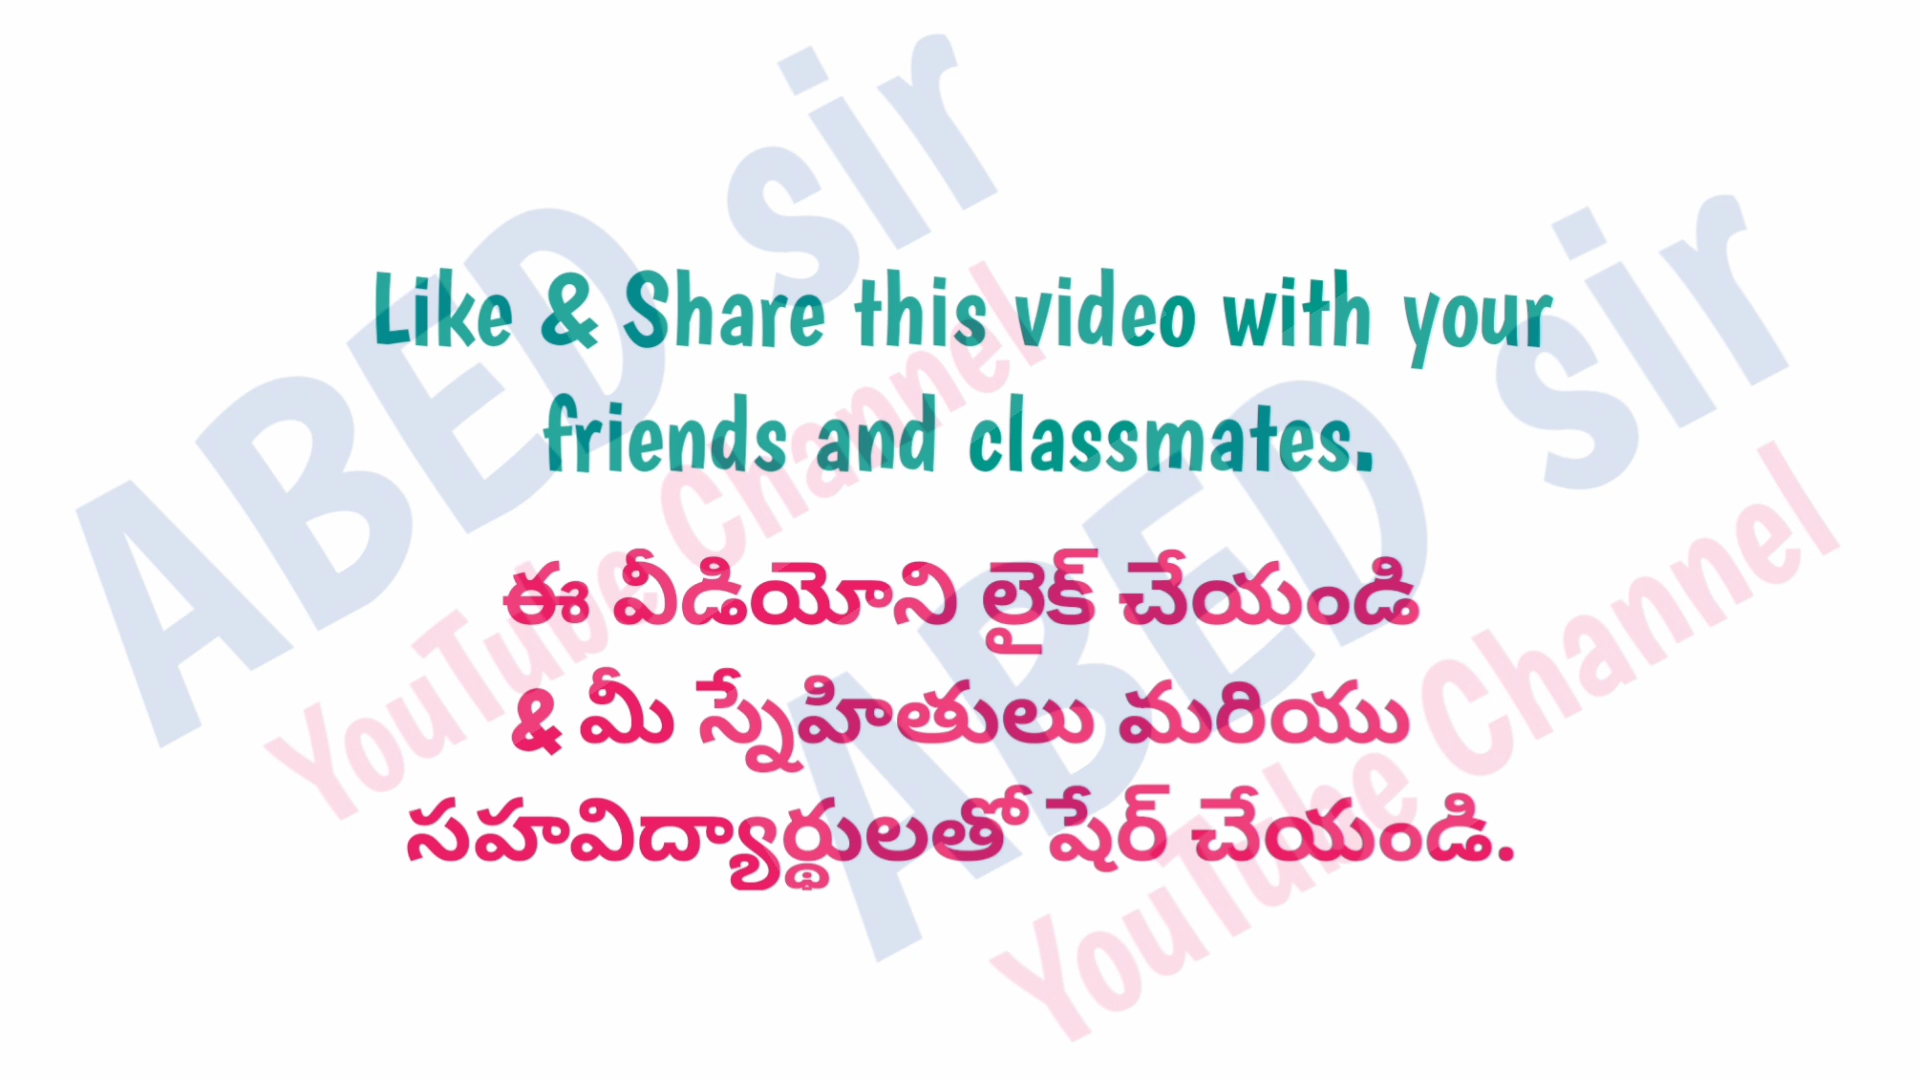 Like & Share this video with your
friends and classmates.
ఈ వీడియోని లైక్ చేయండి
& మీ స్నేహితులు మరియు
సహవిద్యార్థులతో షేర్ చేయండి.
ABED sir
YouTube Channel
ABED sir
YouTube Channel